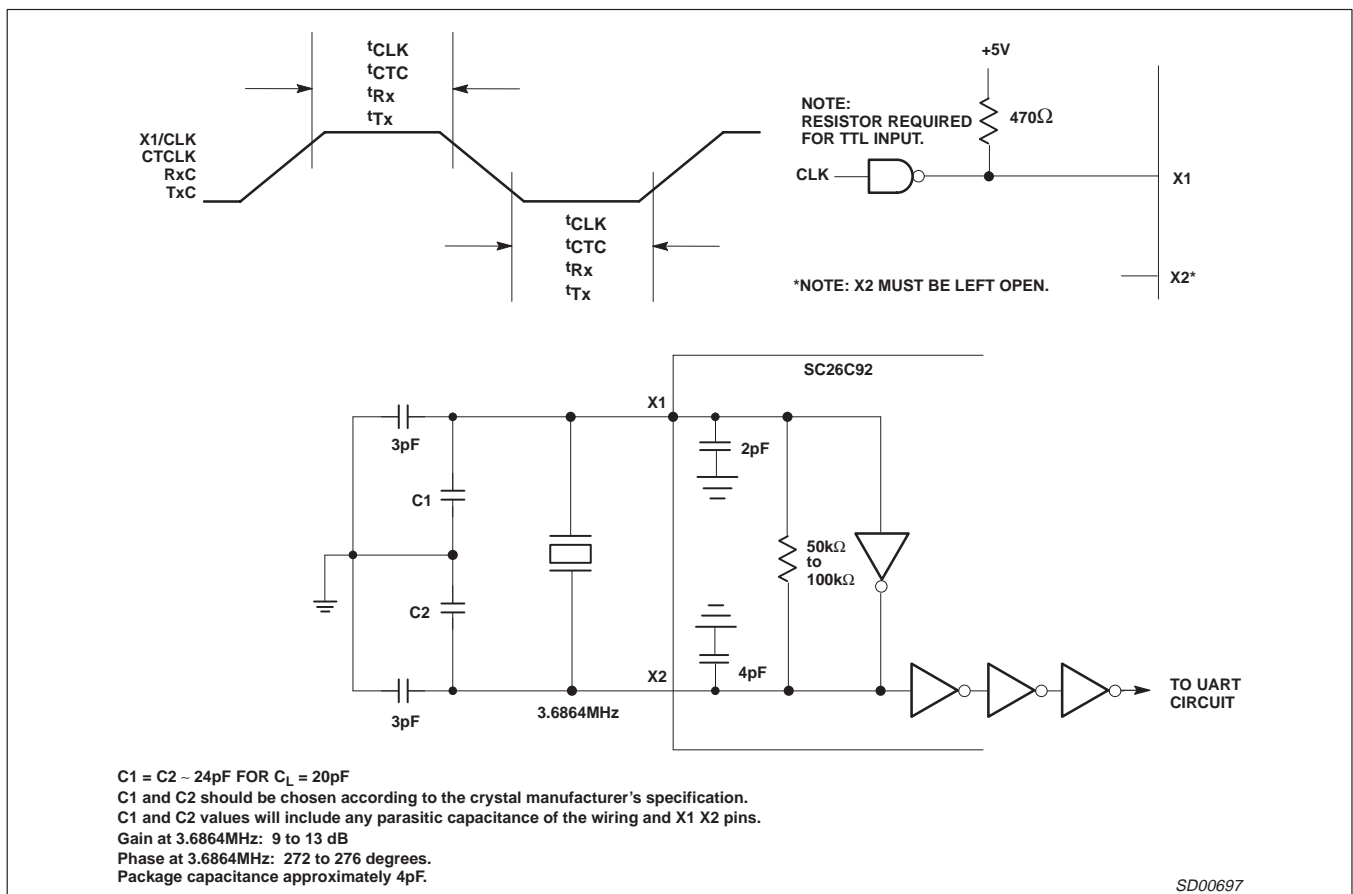 tCLK
tCTC
tRx
tTx
X1/CLK
CTCLK
RxC
TxC
tCLK
tCTC
tRx
tTx
+5V
NOTE:
RESISTOR REQUIRED
FOR TTL INPUT.
470Ω
CLK
X1
X2*
*NOTE: X2 MUST BE LEFT OPEN.
SC26C92
X1
3pF
2pF
C1
50kΩ
to
100kΩ
C2
4pF
X2
3pF
3.6864MHz
TO UART
CIRCUIT
C1 = C2 ~ 24pF FOR CL = 20pF
C1 and C2 should be chosen according to the crystal manufacturer's specification.
C1 and C2 values will include any parasitic capacitance of the wiring and X1 X2 pins.
Gain at 3.6864MHz: 9 to 13 dB
Phase at 3.6864MHz: 272 to 276 degrees.
Package capacitance approximately 4pF.
SD00697